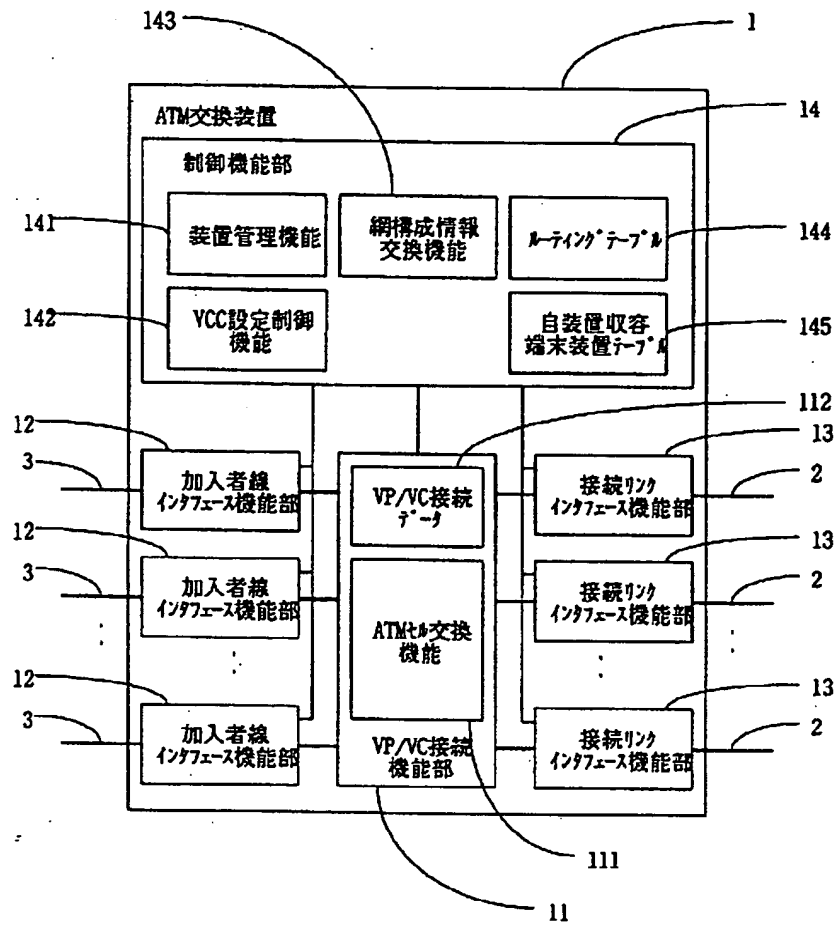 143
1
ATM交換装置
14
制御機能部
141
装置管理機能
網構成情報
交換機能
ﾙｰﾃｨﾝｸﾞﾃｰﾌﾞﾙ
144
142
VCC設定制御
機能
自装置収容
端末装置ﾃｰﾌﾞﾙ
145
112
12
13
3
加入者線
ｲﾝﾀﾌｪｰｽ機能部
VP/VC接続
ﾃﾞｰﾀ
接続ﾘﾝｸ
ｲﾝﾀﾌｪｰｽ機能部
2
12
13
3
加入者線
ｲﾝﾀﾌｪｰｽ機能部
ATMｾﾙ交換
機能
接続ﾘﾝｸ
ｲﾝﾀﾌｪｰｽ機能部
2
12
13
3
加入者線
ｲﾝﾀﾌｪｰｽ機能部
VP/VC接続
機能部
接続ﾘﾝｸ
ｲﾝﾀﾌｪｰｽ機能部
2
111
11